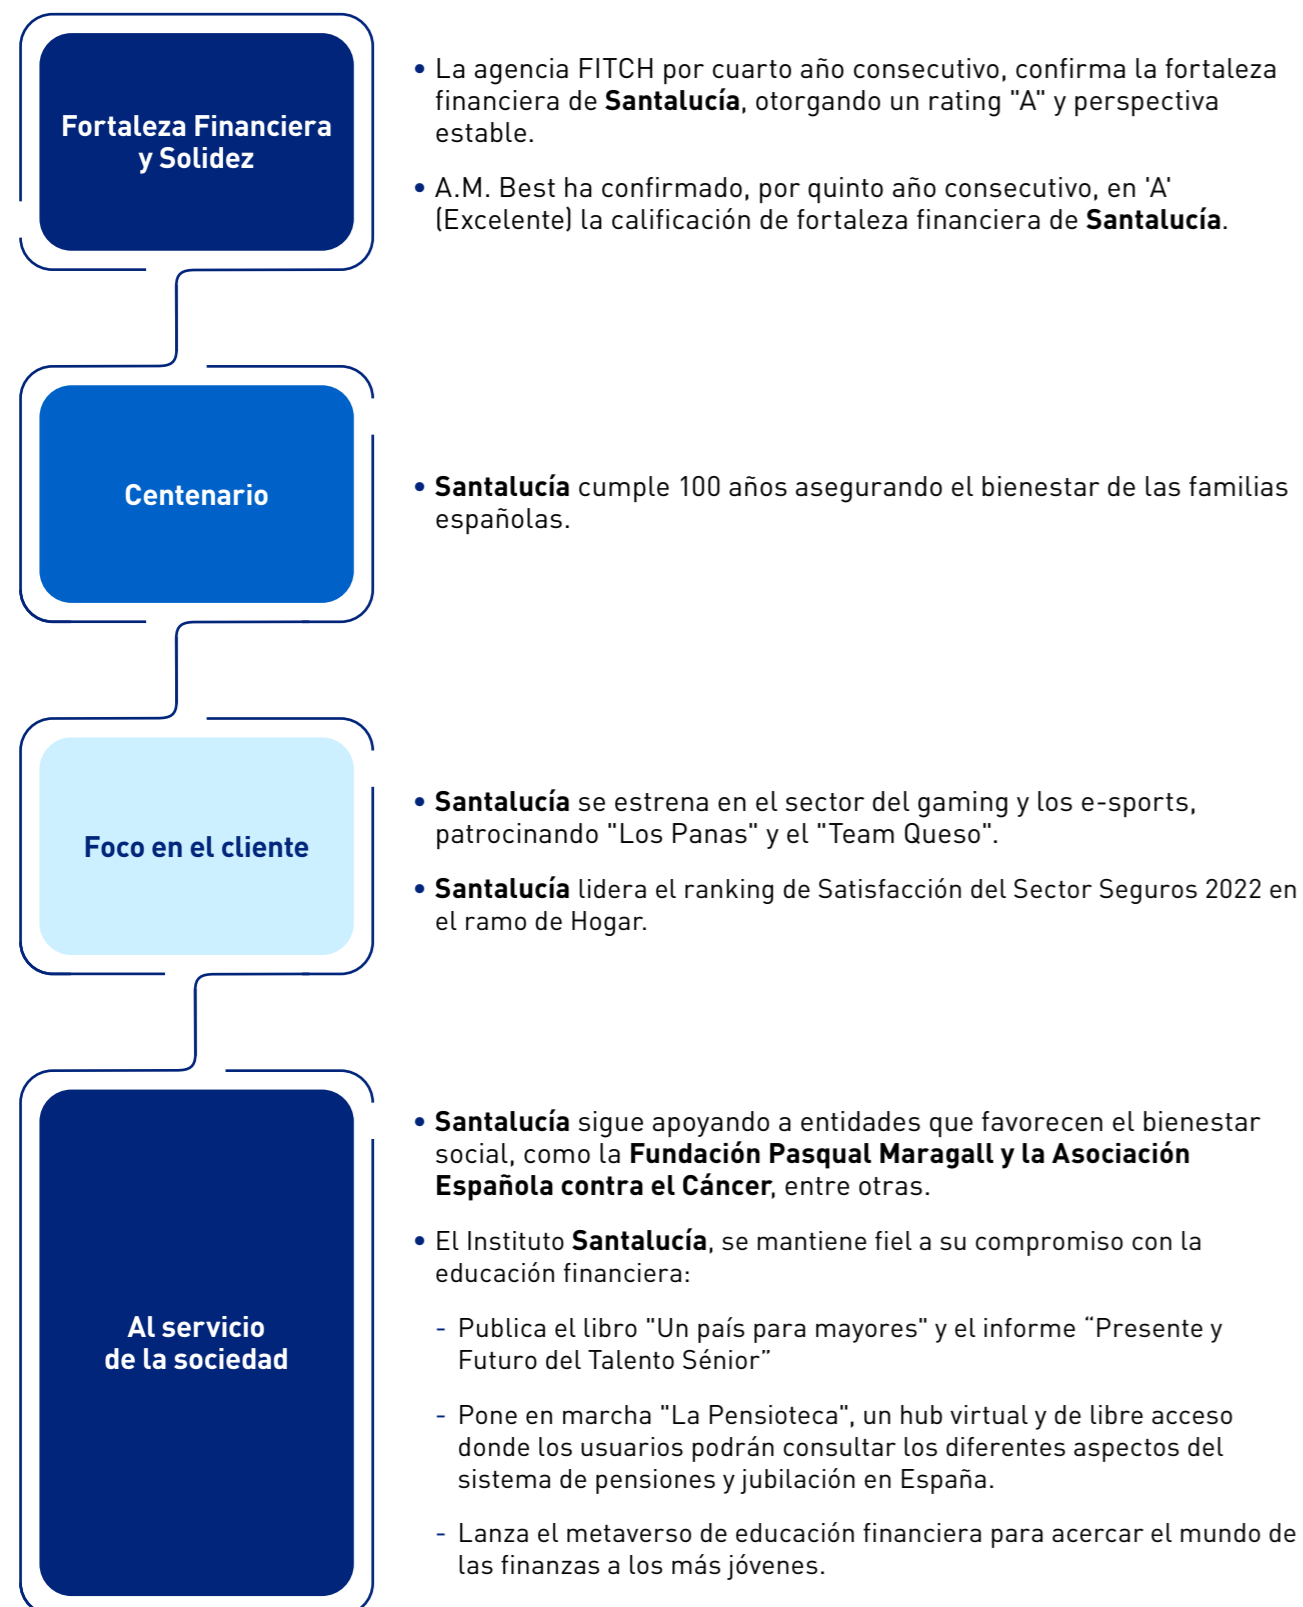 Fortaleza Financiera
y Solidez
• La agencia FITCH por cuarto año consecutivo, confirma la fortaleza
financiera de Santalucía, otorgando un rating "A" y perspectiva
estable.
• A.M. Best ha confirmado, por quinto año consecutivo, en 'A'
(Excelente) la calificación de fortaleza financiera de Santalucía.
Centenario
• Santalucía cumple 100 años asegurando el bienestar de las familias
españolas.
Foco en el cliente
• Santalucía se estrena en el sector del gaming y los e-sports,
patrocinando "Los Panas" y el "Team Queso".
• Santalucía lidera el ranking de Satisfacción del Sector Seguros 2022 en
el ramo de Hogar.
Al servicio
de la sociedad
• Santalucía sigue apoyando a entidades que favorecen el bienestar
social, como la Fundación Pasqual Maragall y la Asociación
Española contra el Cáncer, entre otras.
• El Instituto Santalucía, se mantiene fiel a su compromiso con la
educación financiera:
- Publica el libro "Un país para mayores" y el informe “Presente y
Futuro del Talento Sénior”
- Pone en marcha "La Pensioteca", un hub virtual y de libre acceso
donde los usuarios podrán consultar los diferentes aspectos del
sistema de pensiones y jubilación en España.
- Lanza el metaverso de educación financiera para acercar el mundo de
las finanzas a los más jóvenes.